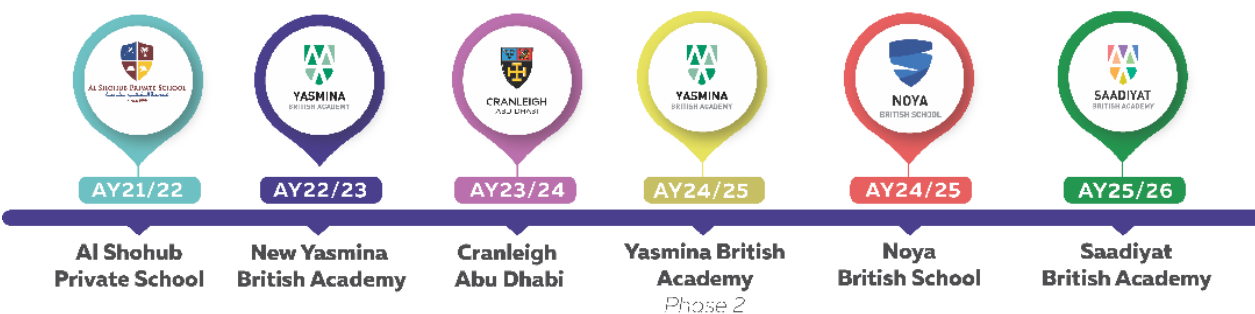 AL SHOHUB PRIVATE SCHOOL
YASMINA
BRITISH ACADEMY
CRANLEIGH
ABU DHABI
YASMINA
BRITISH ACADEMY
NOYA
BRITISH SCHOOL
SAADIYAT
BRITISH ACADEMY
AY21/22
AY22/23
AY23/24
AY24/25
AY24/25
AY25/26
Al Shohub
Private School
New Yasmina
British Academy
Cranleigh
Abu Dhabi
Yasmina British
Academy
Phase 2
Noya
British School
Saadiyat
British Academy